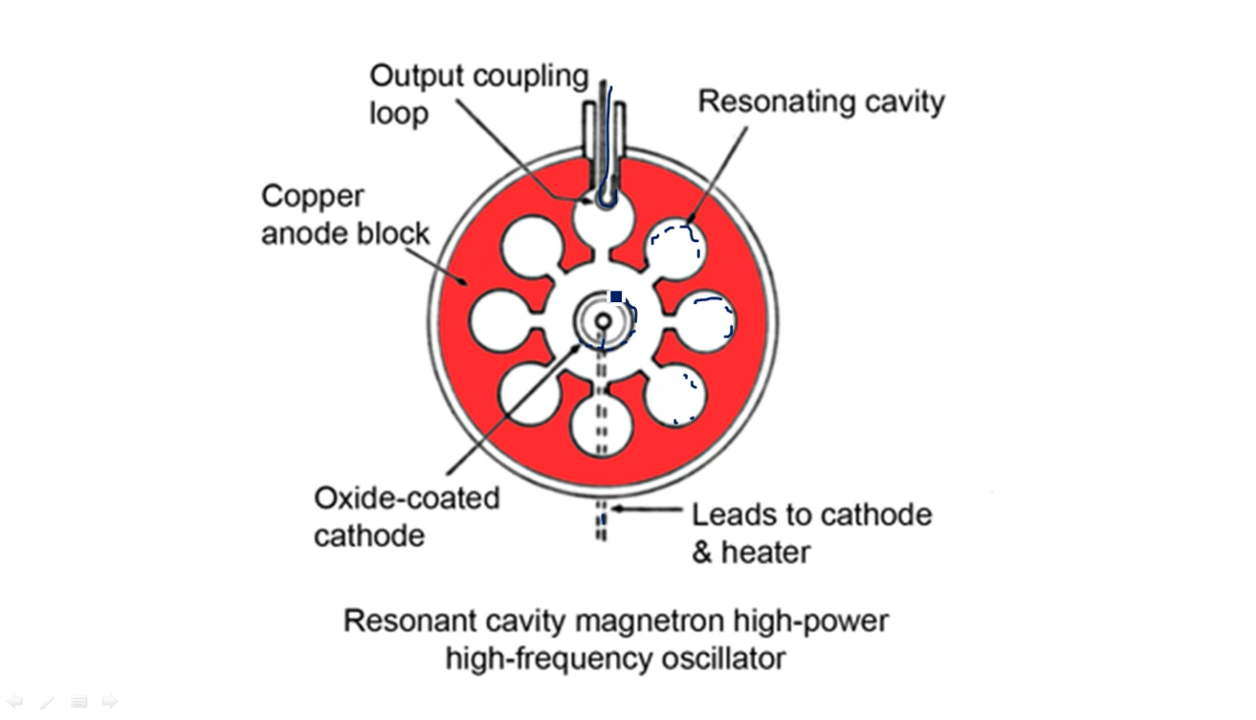 Output coupling
loop
Resonating cavity
Copper
anode block
Oxide-coated
cathode
Leads to cathode
& heater
Resonant cavity magnetron high-power
high-frequency oscillator